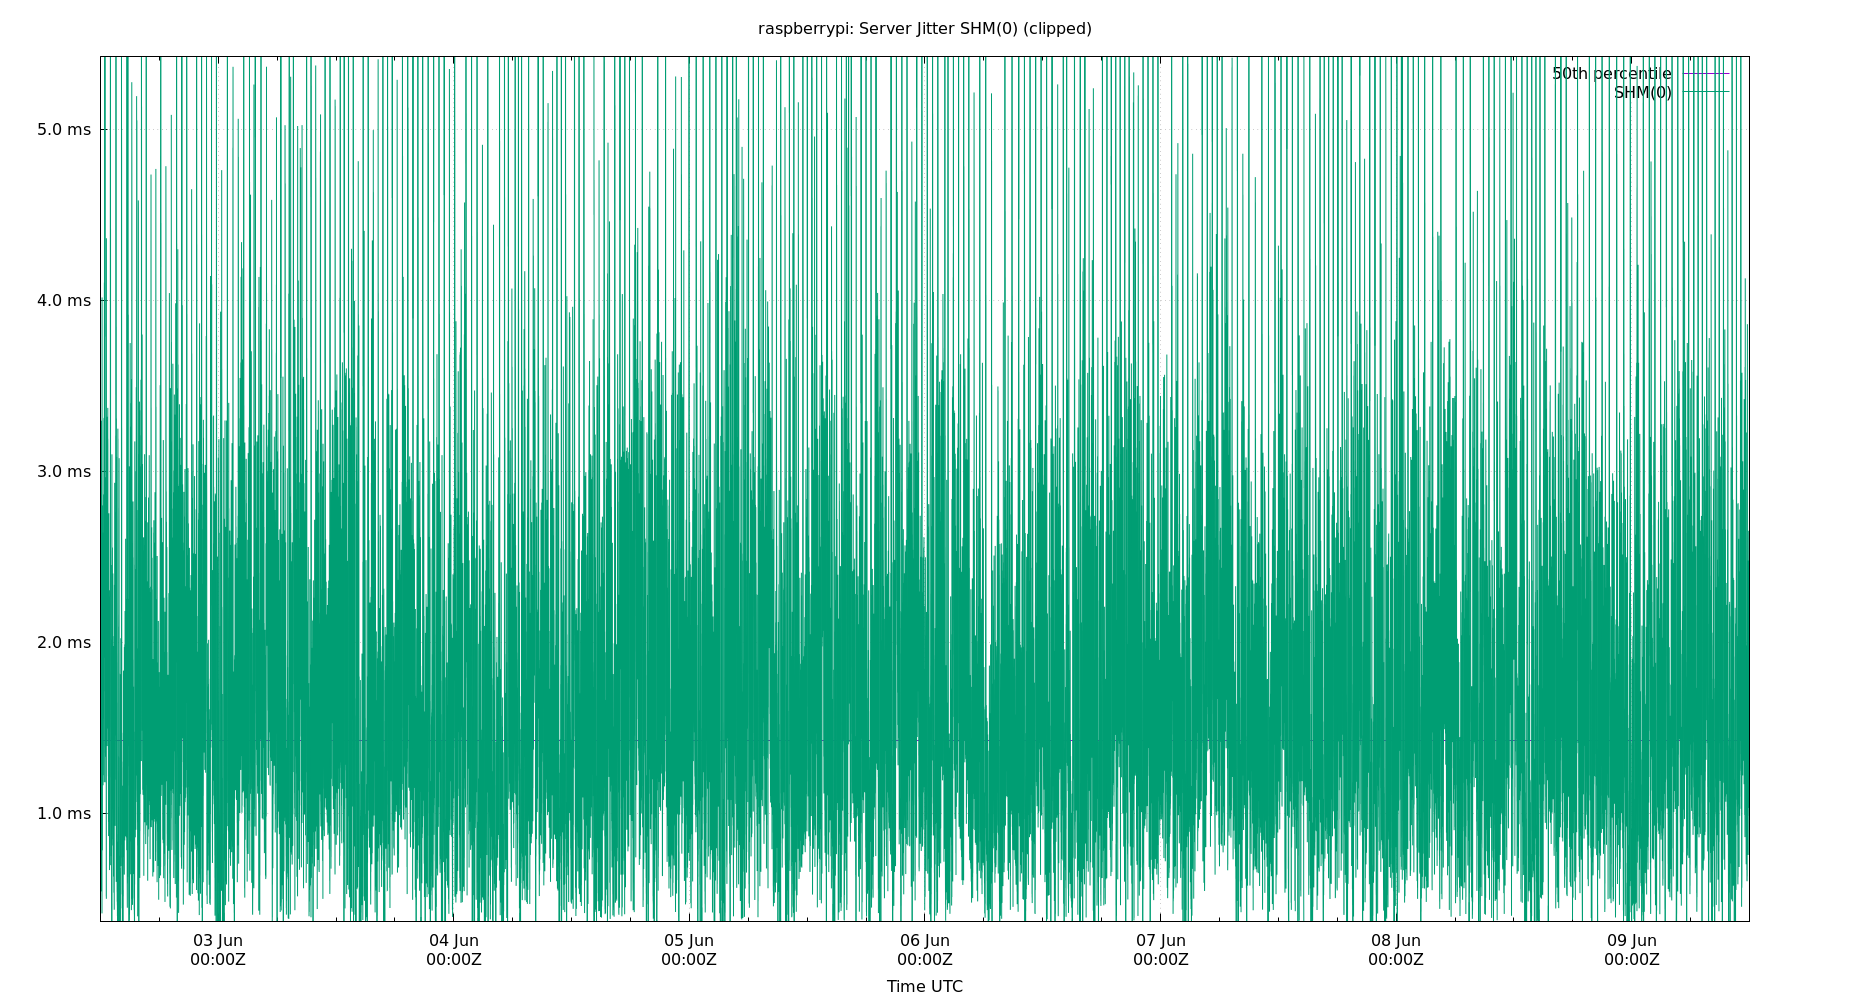 raspberrypi: Server Jitter SHM(0) (clipped)
50th percentile
SHM(0)
5.0 ms
4.0 ms
3.0 ms
2.0 ms
1.0 ms
03 Jun 04 Jun 05 Jun 06 Jun 07 Jun 08 Jun 09 Jun
00:00Z 00:00Z 00:00Z 00:00Z 00:00Z 00:00Z 00:00Z
Time UTC